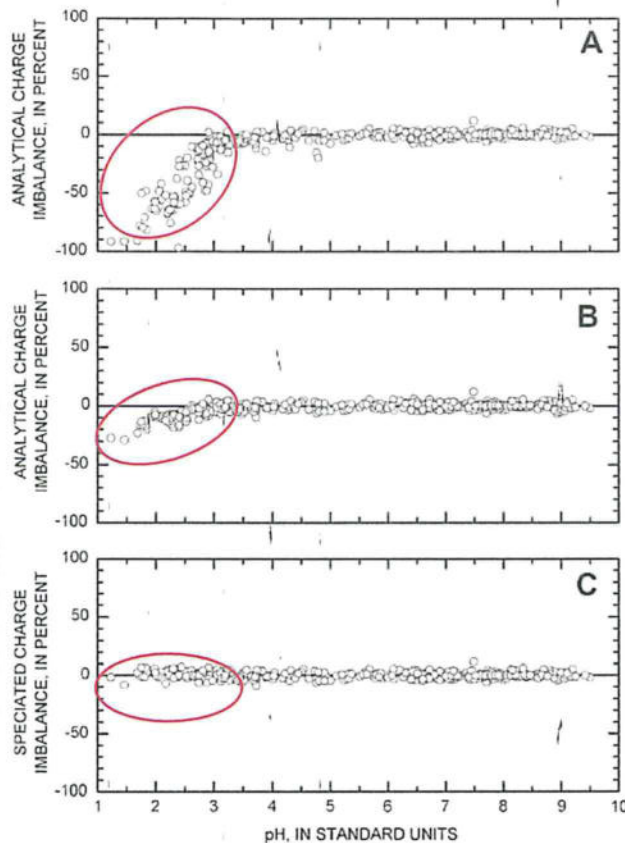 ANALYTICAL CHARGE
IMBALANCE, IN PERCENT
100
50
0
-50
-100
A
ANALYTICAL CHARGE
IMBALANCE, IN PERCENT
100
50
0
-50
-100
B
SPECIATED CHARGE
IMBALANCE, IN PERCENT
100
50
0
-50
-100
C
1 2 3 4 5 6 7 8 9 10
pH, IN STANDARD UNITS